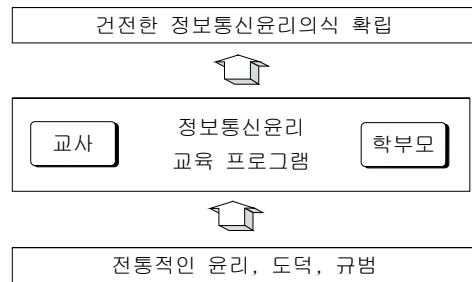 건전한 정보통신윤리의식 확립
교사
정보통신윤리
교육 프로그램
학부모
전통적인 윤리, 도덕, 규범